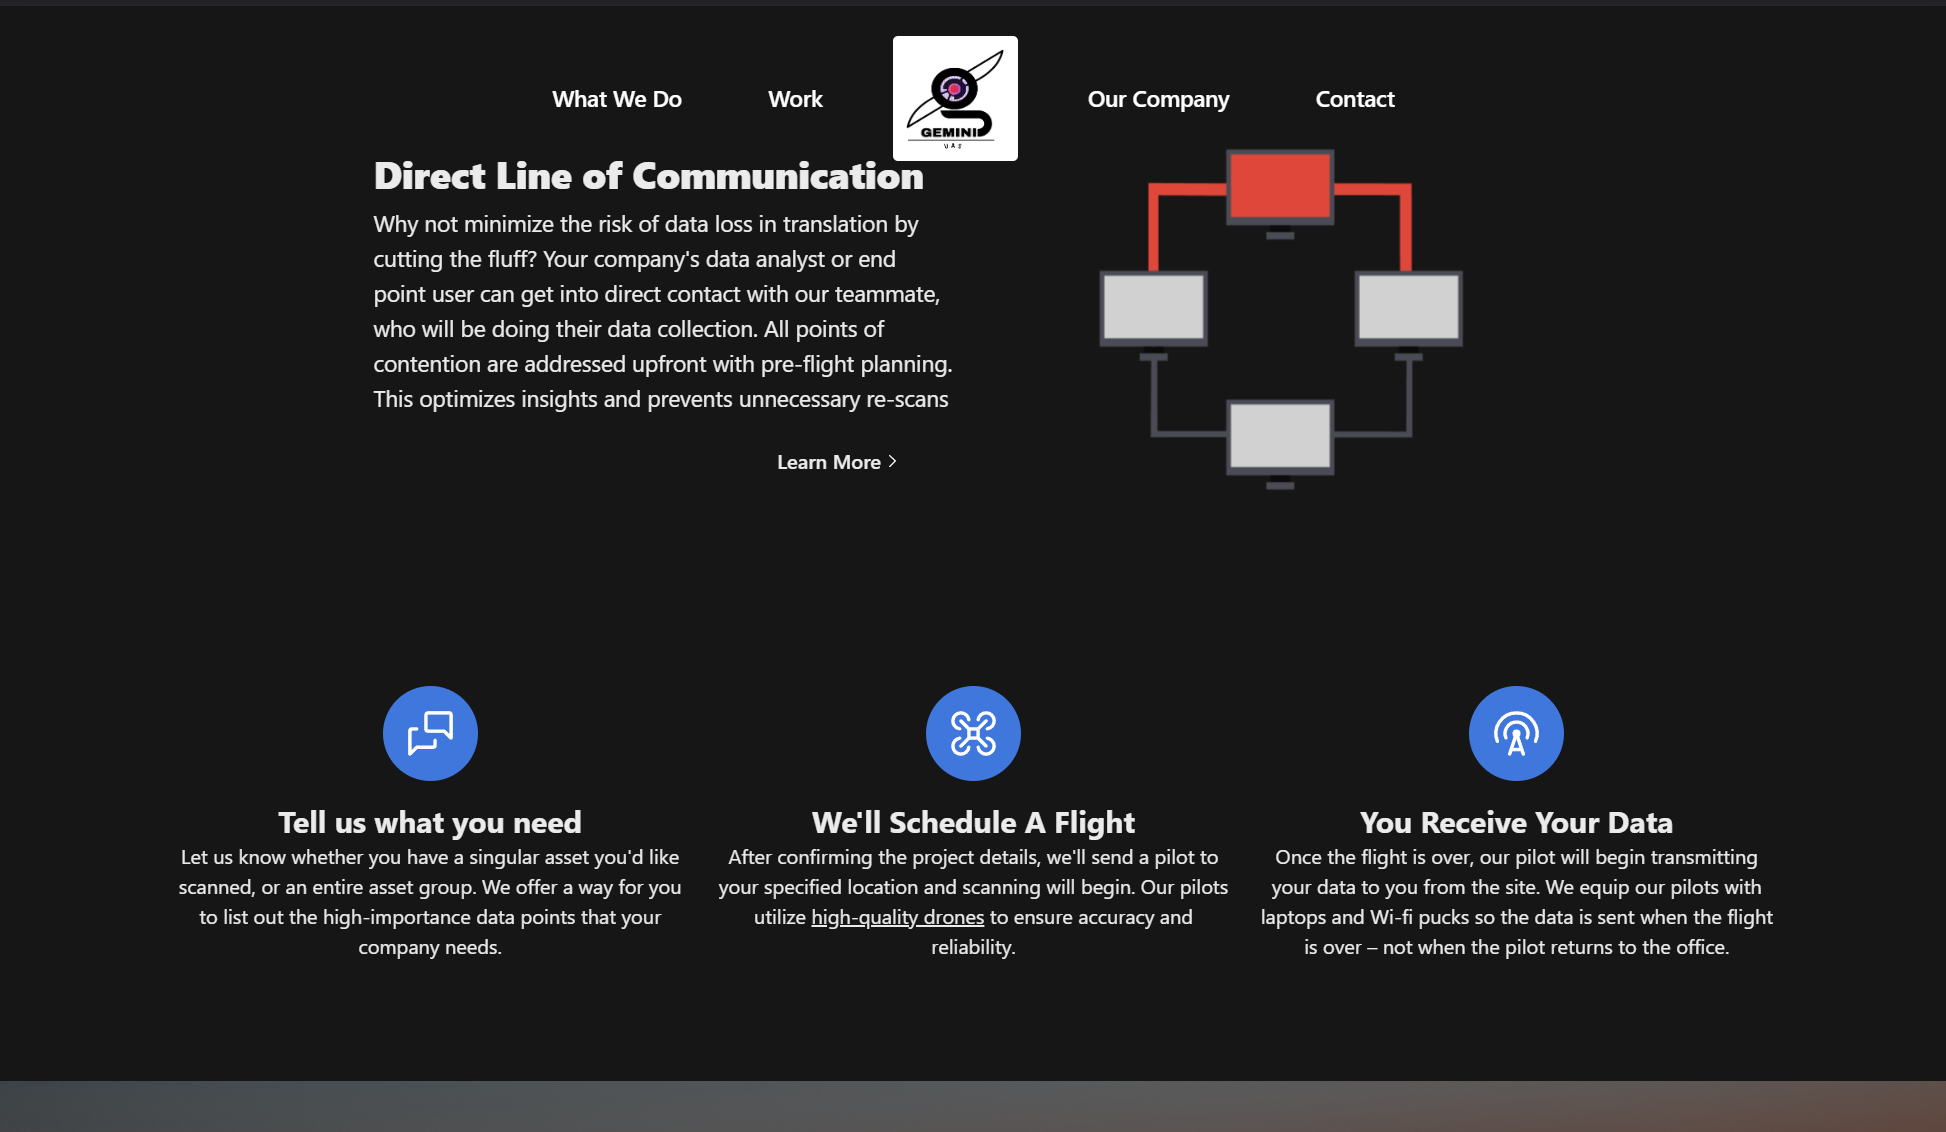 What We Do
Work
GEMINI
UAS
Our Company
Contact
Direct Line of Communication
Why not minimize the risk of data loss in translation by
cutting the fluff? Your company's data analyst or end
point user can get into direct contact with our teammate,
who will be doing their data collection. All points of
contention are addressed upfront with pre-flight planning.
This optimizes insights and prevents unnecessary re-scans
Learn More
Tell us what you need
Let us know whether you have a singular asset you'd like
scanned, or an entire asset group. We offer a way for you
to list out the high-importance data points that your
company needs.
We'll Schedule A Flight
After confirming the project details, we'll send a pilot to
your specified location and scanning will begin. Our pilots
utilize high-quality drones to ensure accuracy and
reliability.
You Receive Your Data
Once the flight is over, our pilot will begin transmitting
your data to you from the site. We equip our pilots with
laptops and Wi-fi pucks so the data is sent when the flight
is over – not when the pilot returns to the office.